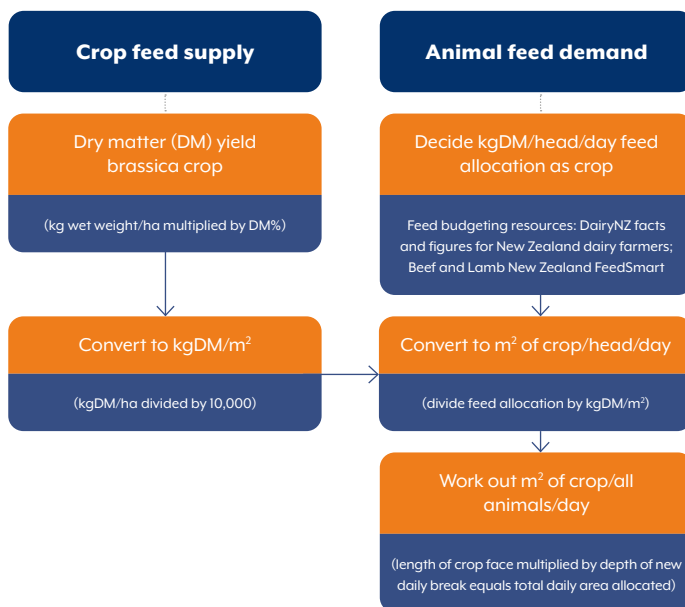 Crop feed supply
Dry matter (DM) yield
brassica crop
(kg wet weight/ha multiplied by DM%)
Convert to kgDM/m²
(kgDM/ha divided by 10,000)
Animal feed demand
Decide kgDM/head/day feed
allocation as crop
Feed budgeting resources: DairyNZ facts
and figures for New Zealand dairy farmers;
Beef and Lamb New Zealand FeedSmart
Convert to m² of crop/head/day
(divide feed allocation by kgDM/m²)
Work out m² of crop/all
animals/day
(length of crop face multiplied by depth of new
daily break equals total daily area allocated)